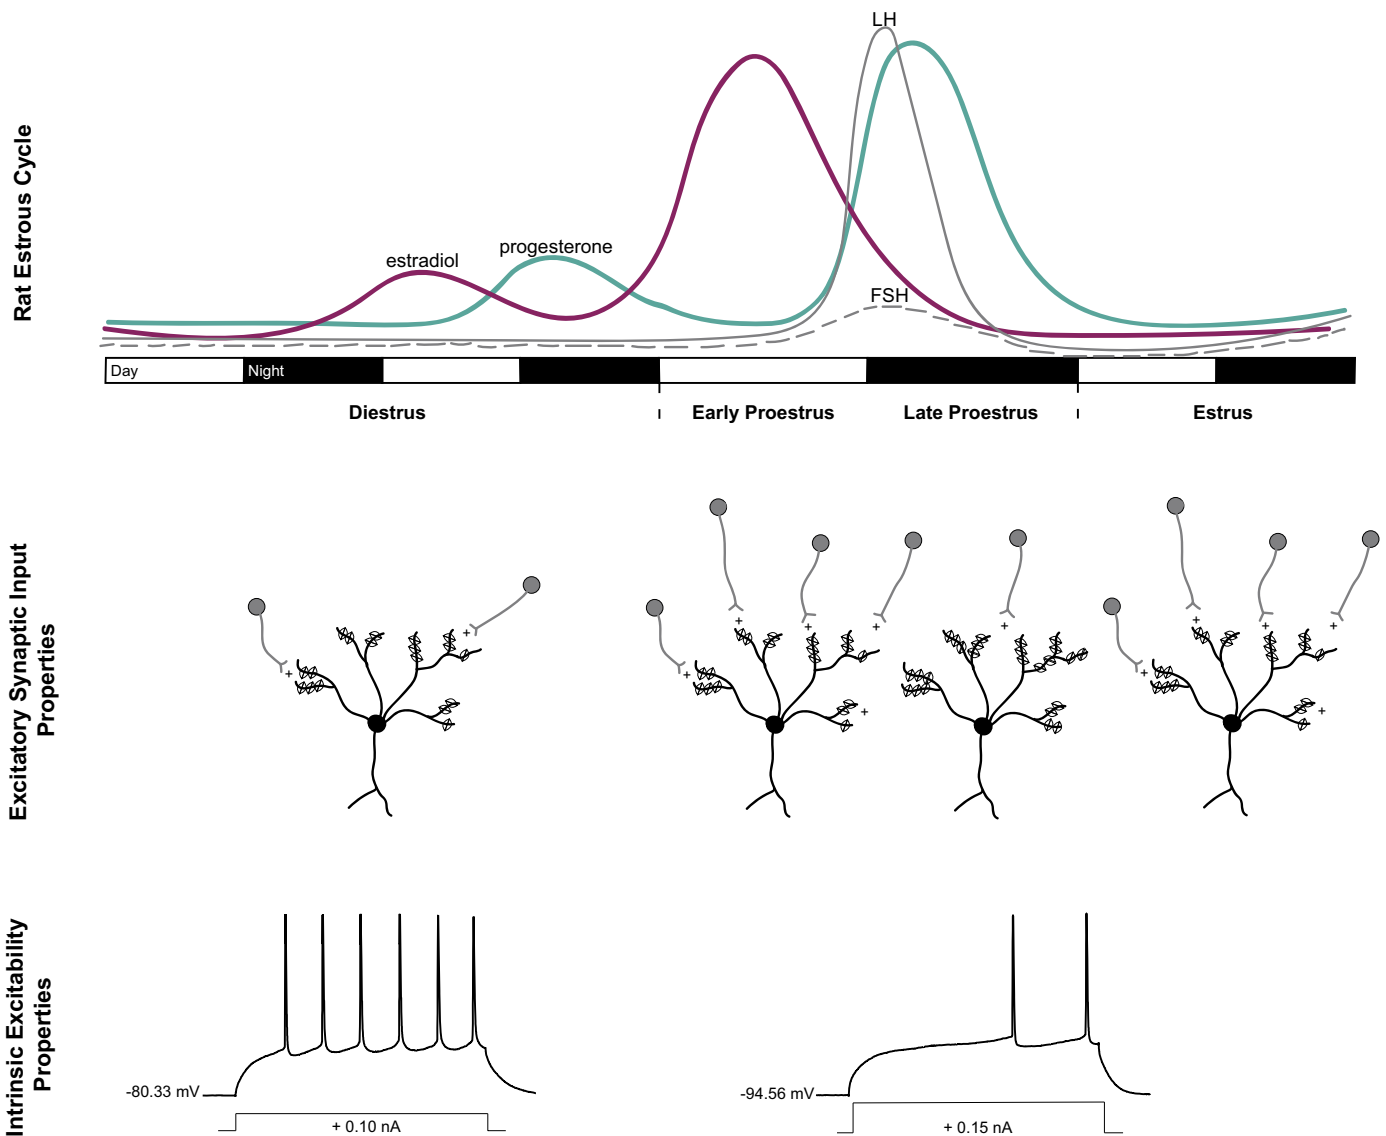 Rat Estrous Cycle
LH
progesterone
estradiol
FSH
Day
Night
Diestrus
Early Proestrus
Late Proestrus
Estrus
Excitatory Synaptic Input
Properties
+
+
+
+
+
+
+
+
+
+
+
+
+
Intrinsic Excitability
Properties
-80.33 mV
+ 0.10 nA
-94.56 mV
+ 0.15 nA